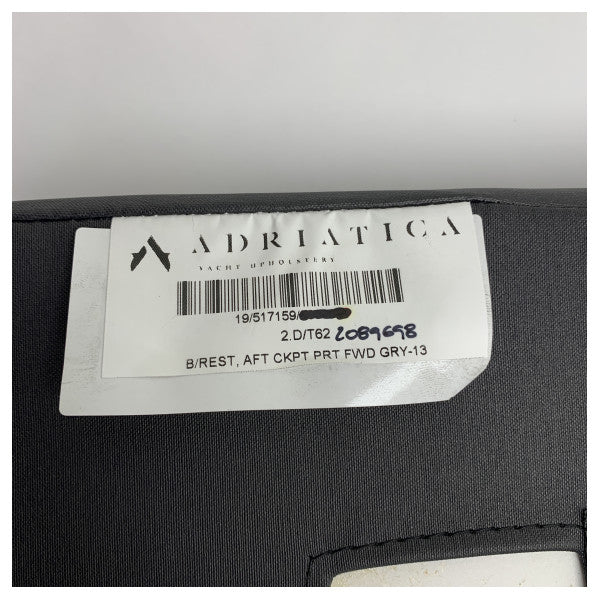 ADRIATICA
YACHT UPHOLSTERY
19/517159/
2.D/T62 2089698
B/REST, AFT CKPT PRT FWD GRY-13